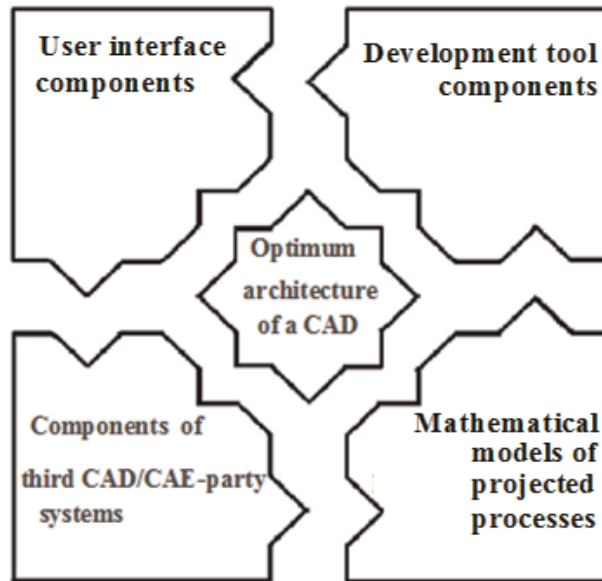 User interface
components
Development tool
components
Optimum
architecture
of a CAD
Components of
third CAD/CAE-party
systems
Mathematical
models of
projected
processes